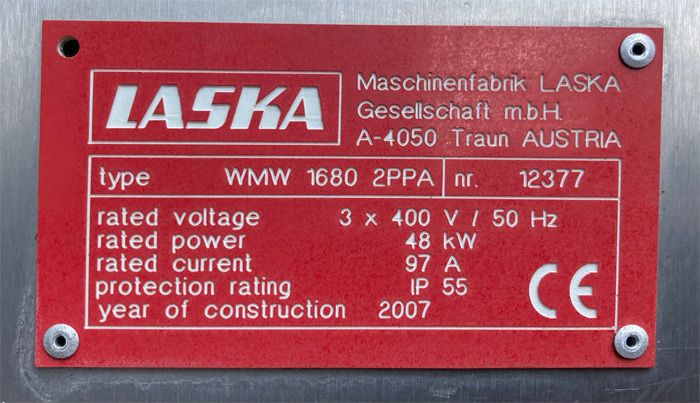 LASKA
Maschinenfabrik LASKA
Gesellschaft m.b.H.
A-4050 Traun AUSTRIA
type WMW 1680 2PPA nr. 12377
rated voltage 3 x 400 V / 50 Hz
rated power 48 kW
rated current 97 A
protection rating IP 55
year of construction 2007
CE